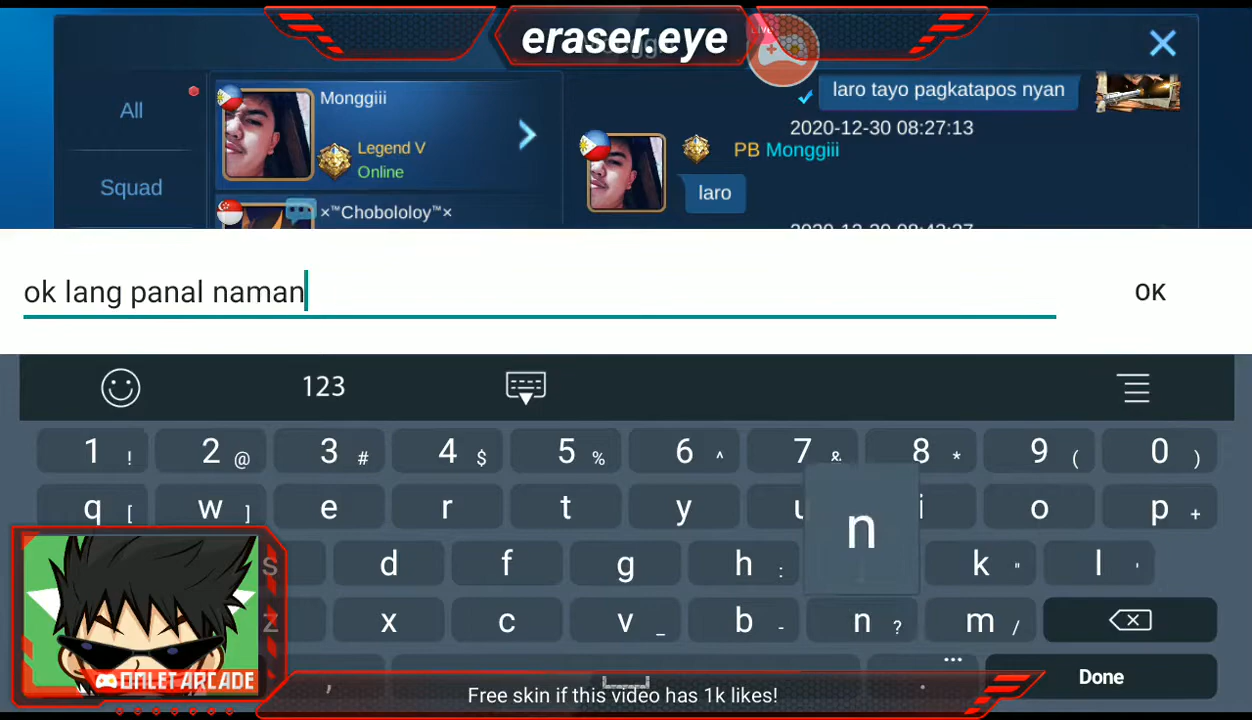 eraser.eye
Live
laro tayo pagkatapos nyan
All
Monggiii
2020-12-30 08:27:13
PB Monggiii
Legend V
Online
Squad
laro
×™Chobololoy™×
ok lang panal naman
OK
123
1 ! 2 @ 3 # 4 $ 5 % 6 ^ 7 & 8 * 9 ( 0 )
q [ w ] e r t y u i o p +
n
s d f g h : k " l '
z x c v _ b - n ? m /
, . ... Done
OMLET ARCADE
Free skin if this video has 1k likes!